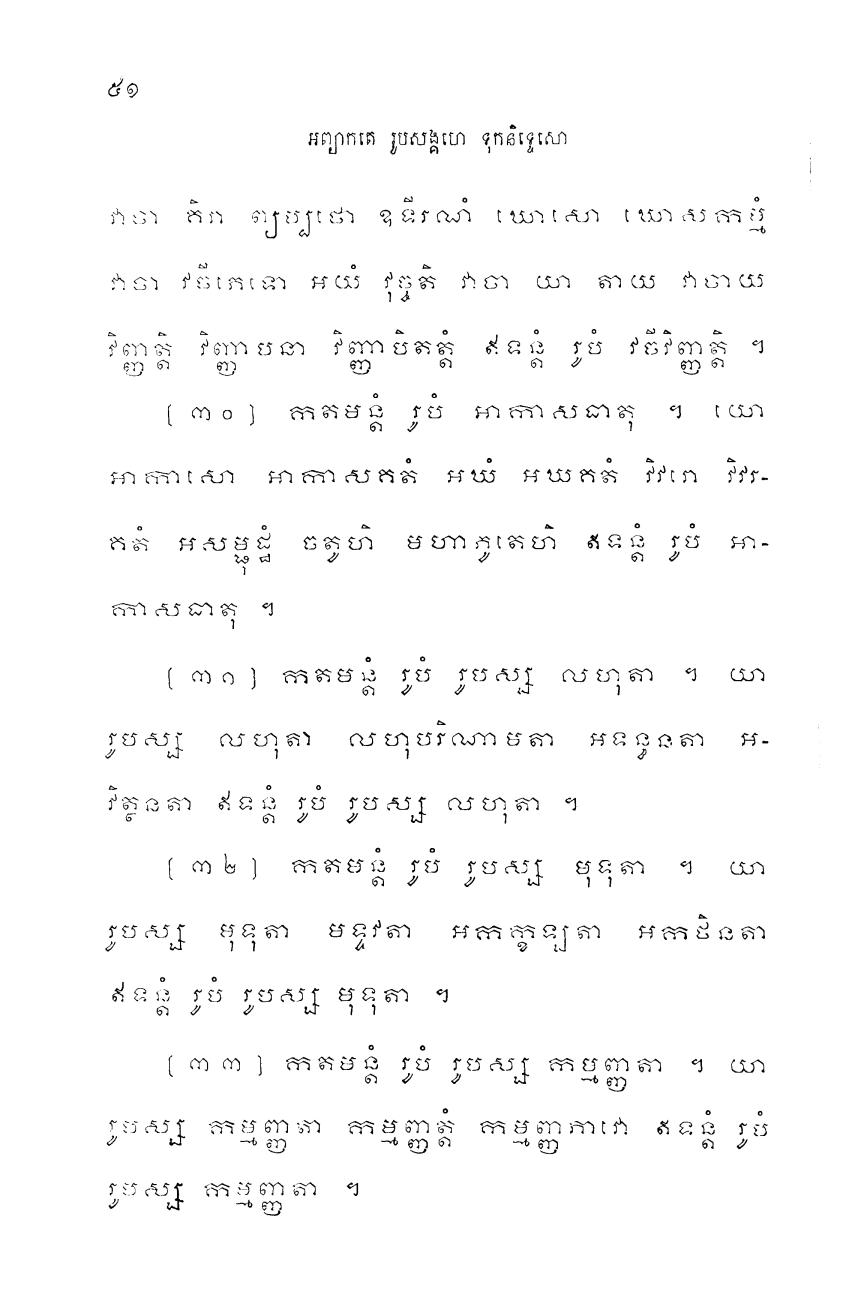 ៥១
អព្យាកតេ រូបសង្គហេ ទុកនិទ្ទេសោ
វាចា គិរា ព្យប្បថោ ឧទីរណំ ឃោសោ ឃោសកម្មំ
វាចា វចីភេទោ អយំ វុច្ចតិ វាចា យា តាយ វាចាយ
វិញ្ញត្តិ វិញ្ញាបនា វិញ្ញាបិតត្តំ ឥទន្តំ រូបំ វចីវិញ្ញត្តិ ។
(៣០) កតមន្តំ រូបំ អាកាសធាតុ ។ យោ
អាកាសោ អាកាសគតំ អឃំ អឃគតំ វិវរោ វិវរ-
គតំ អសម្ផុដ្ឋំ ចតូហិ មហាភូតេហិ ឥទន្តំ រូបំ អា-
កាសធាតុ ។
(៣១) កតមន្តំ រូបំ រូបស្ស លហុតា ។ យា
រូបស្ស លហុតា លហុបរិណាមតា អទន្ធនតា អ-
វិត្ថនតា ឥទន្តំ រូបំ រូបស្ស លហុតា ។
(៣២) កតមន្តំ រូបំ រូបស្ស មុទុតា ។ យា
រូបស្ស មុទុតា មទ្ទវតា អកក្ខឡតា អកឋិនតា
ឥទន្តំ រូបំ រូបស្ស មុទុតា ។
(៣៣) កតមន្តំ រូបំ រូបស្ស កម្មញ្ញតា ។ យា
រូបស្ស កម្មញ្ញតា កម្មញ្ញត្តំ កម្មញ្ញភាវោ ឥទន្តំ រូបំ
រូបស្ស កម្មញ្ញតា ។